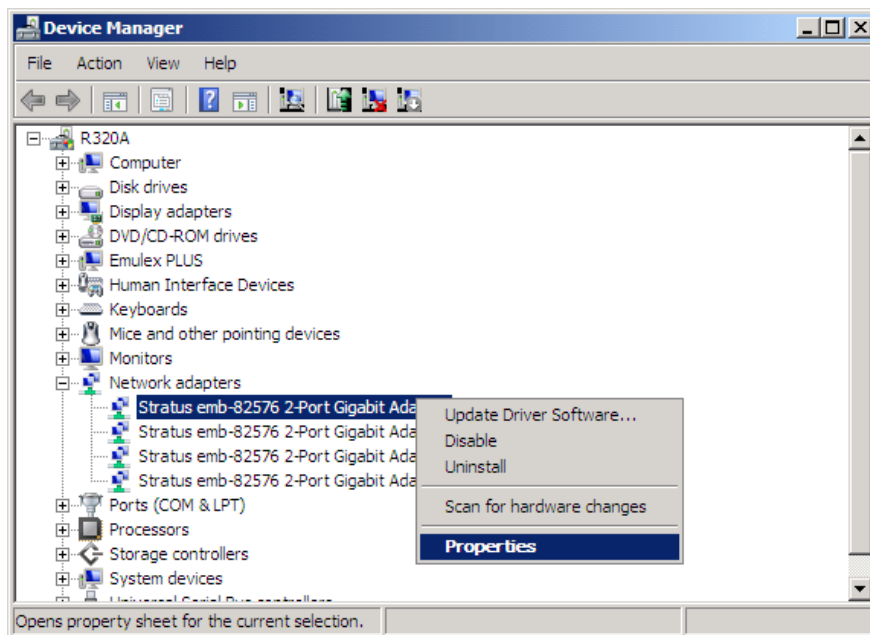 Device Manager
File Action View Help
R320A
Computer
Disk drives
Display adapters
DVD/CD-ROM drives
Emulex PLUS
Human Interface Devices
Keyboards
Mice and other pointing devices
Monitors
Network adapters
Stratus emb-82576 2-Port Gigabit Ada
Stratus emb-82576 2-Port Gigabit Ada
Stratus emb-82576 2-Port Gigabit Ada
Stratus emb-82576 2-Port Gigabit Ada
Update Driver Software...
Disable
Uninstall
Scan for hardware changes
Properties
Ports (COM & LPT)
Processors
Storage controllers
System devices
Universal Serial Bus controllers
Opens property sheet for the current selection.